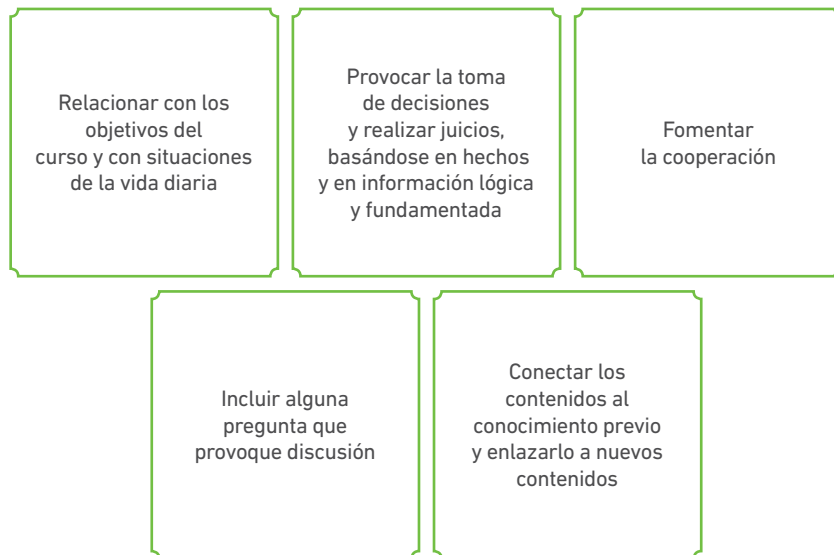 Relacionar con los
objetivos del
curso y con situaciones
de la vida diaria
Provocar la toma
de decisiones
y realizar juicios,
basándose en hechos
y en información lógica
y fundamentada
Fomentar
la cooperación
Incluir alguna
pregunta que
provoque discusión
Conectar los
contenidos al
conocimiento previo
y enlazarlo a nuevos
contenidos